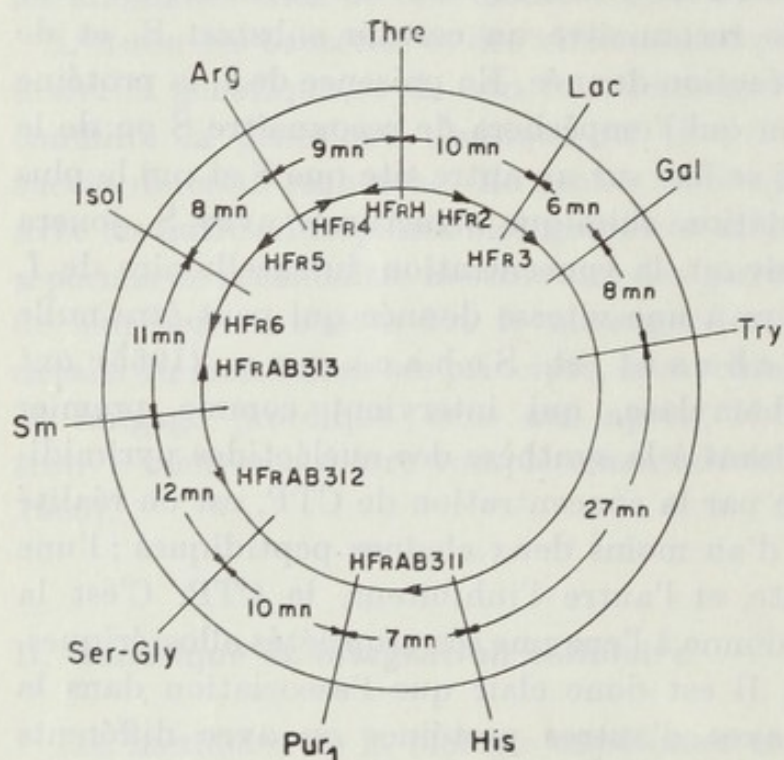 Thre
Arg
Lac
9mn
10mn
Isol
Gal
8mn
6mn
HFRH
HFR4
HFR2
HFR5
HFR3
8mn
HFR6
11mn
Try
HFRAB313
Sm
HFRAB312
12mn
27mn
HFRAB311
10mn
7mn
Ser-Gly
Pur1
His